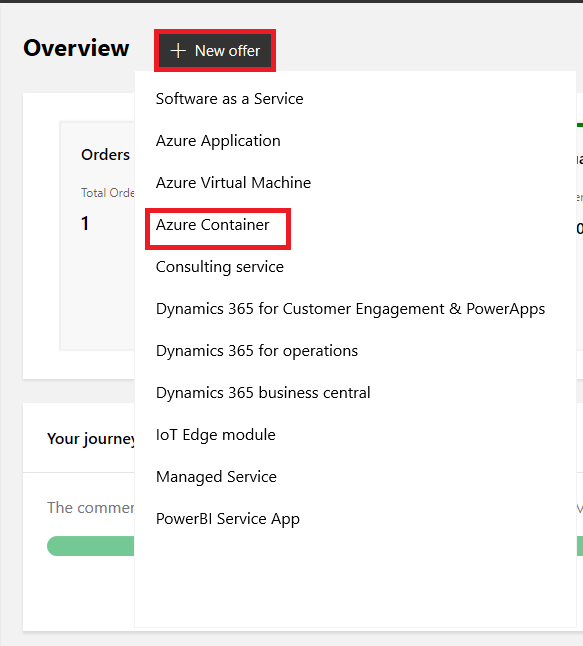 Overview
+ New offer
Software as a Service
Azure Application
Azure Virtual Machine
Azure Container
Consulting service
Dynamics 365 for Customer Engagement & PowerApps
Dynamics 365 for operations
Dynamics 365 business central
IoT Edge module
Managed Service
PowerBI Service App
Orders
Total Orde
1
Your journey
The commer